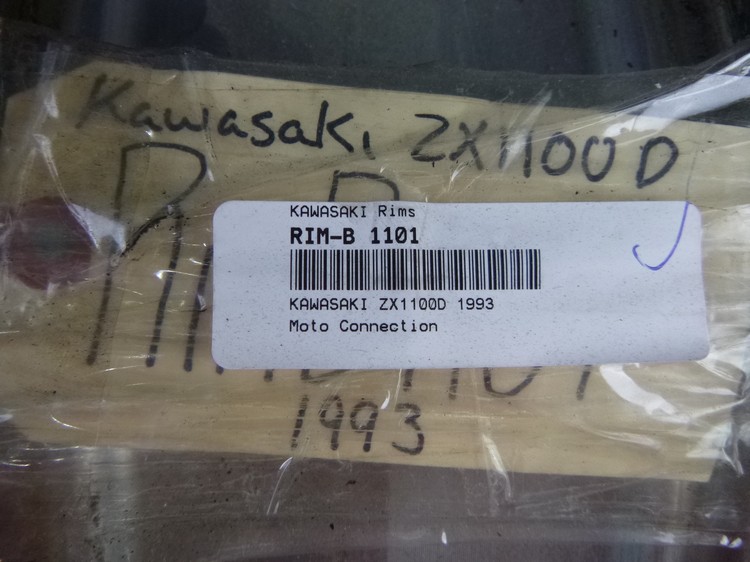 Kawasaki ZX1100D
KAWASAKI Rims
RIM-B 1101
KAWASAKI ZX1100D 1993
Moto Connection
1993